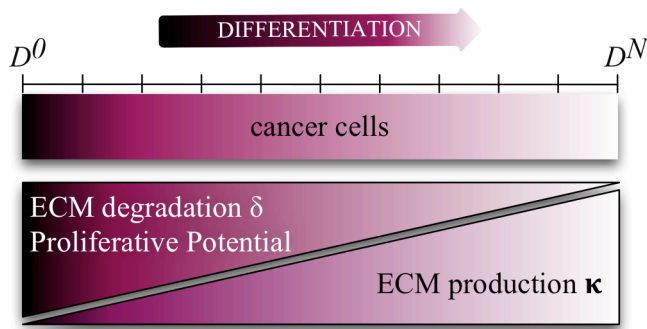 DIFFERENTIATION
D⁰ Dᴺ
cancer cells
ECM degradation δ
Proliferative Potential
ECM production κ